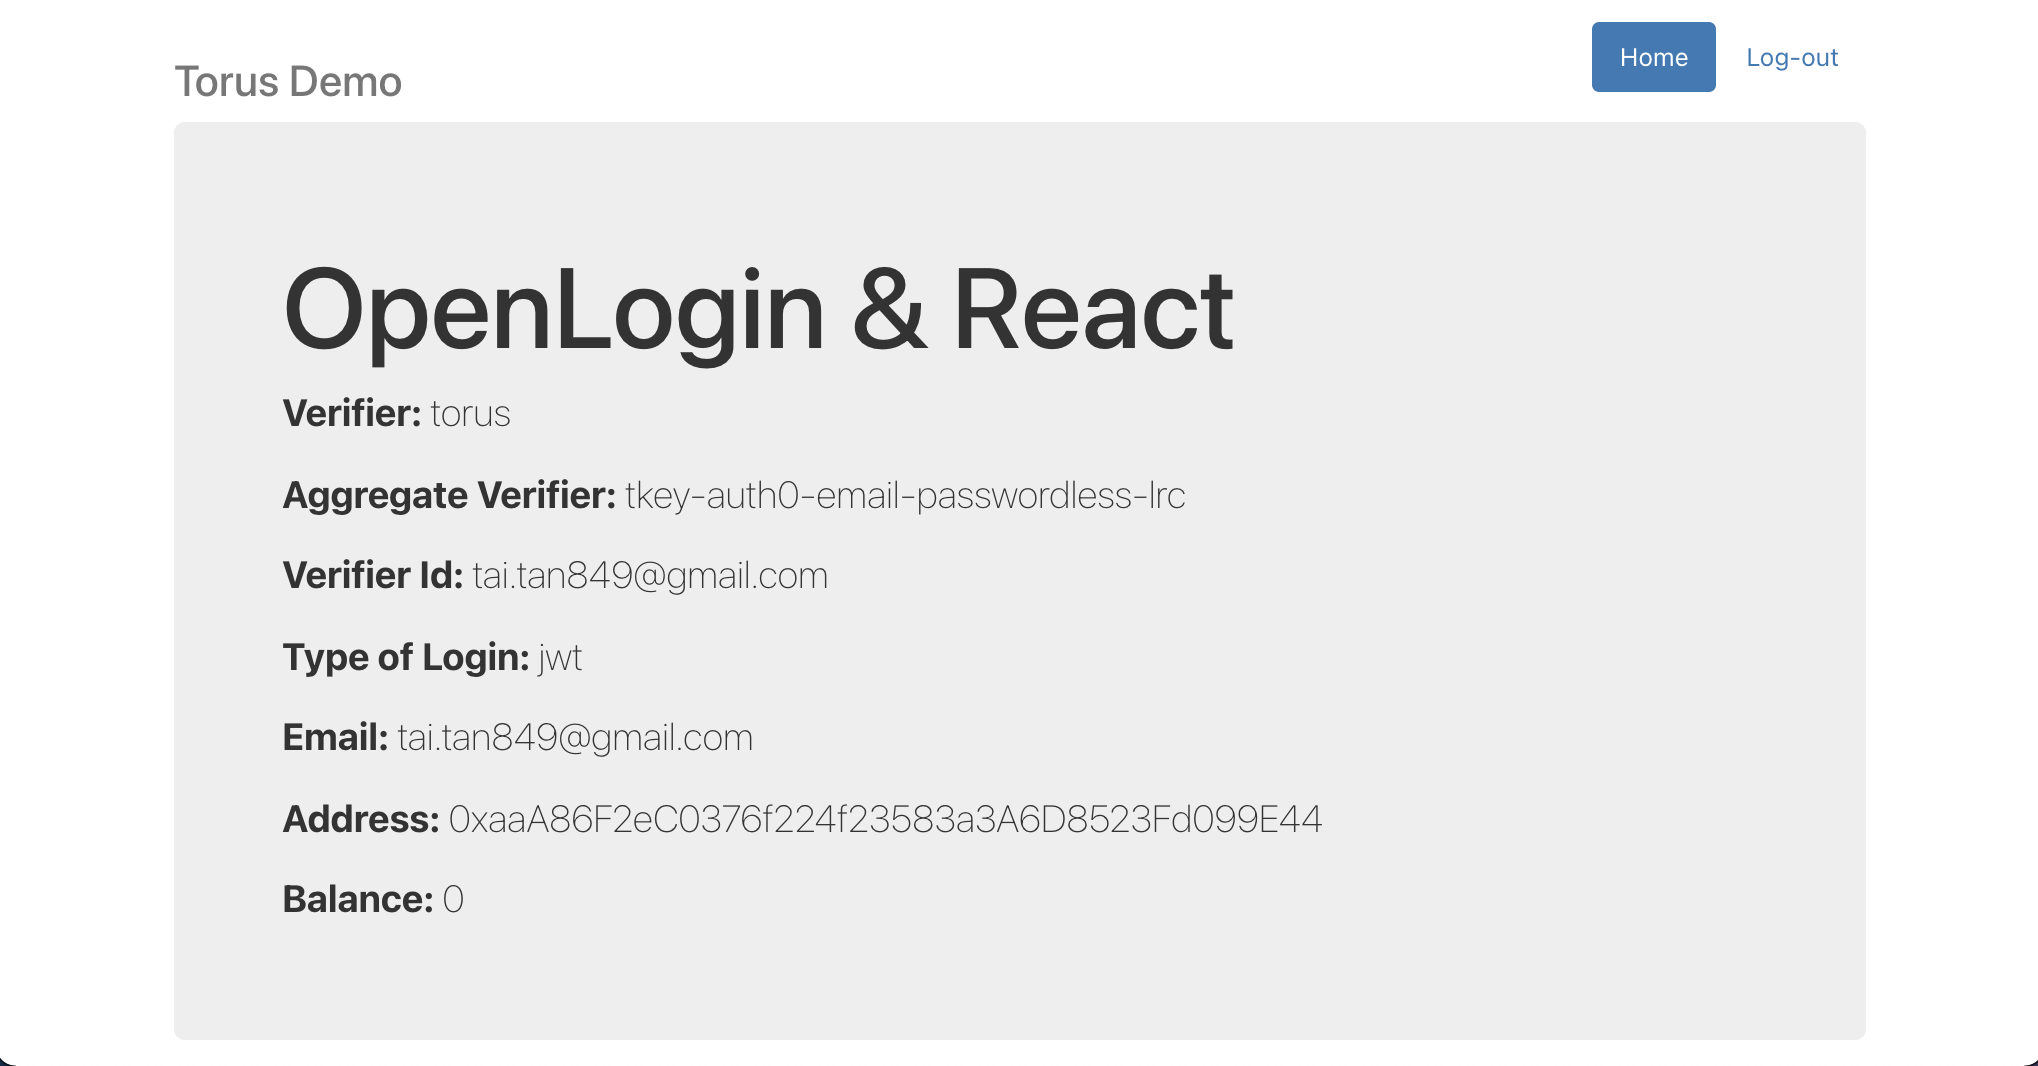 Torus Demo
Home
Log-out
OpenLogin & React
Verifier: torus
Aggregate Verifier: tkey-auth0-email-passwordless-lrc
Verifier Id: tai.tan849@gmail.com
Type of Login: jwt
Email: tai.tan849@gmail.com
Address: 0xaaA86F2eC0376f224f23583a3A6D8523Fd099E44
Balance: 0